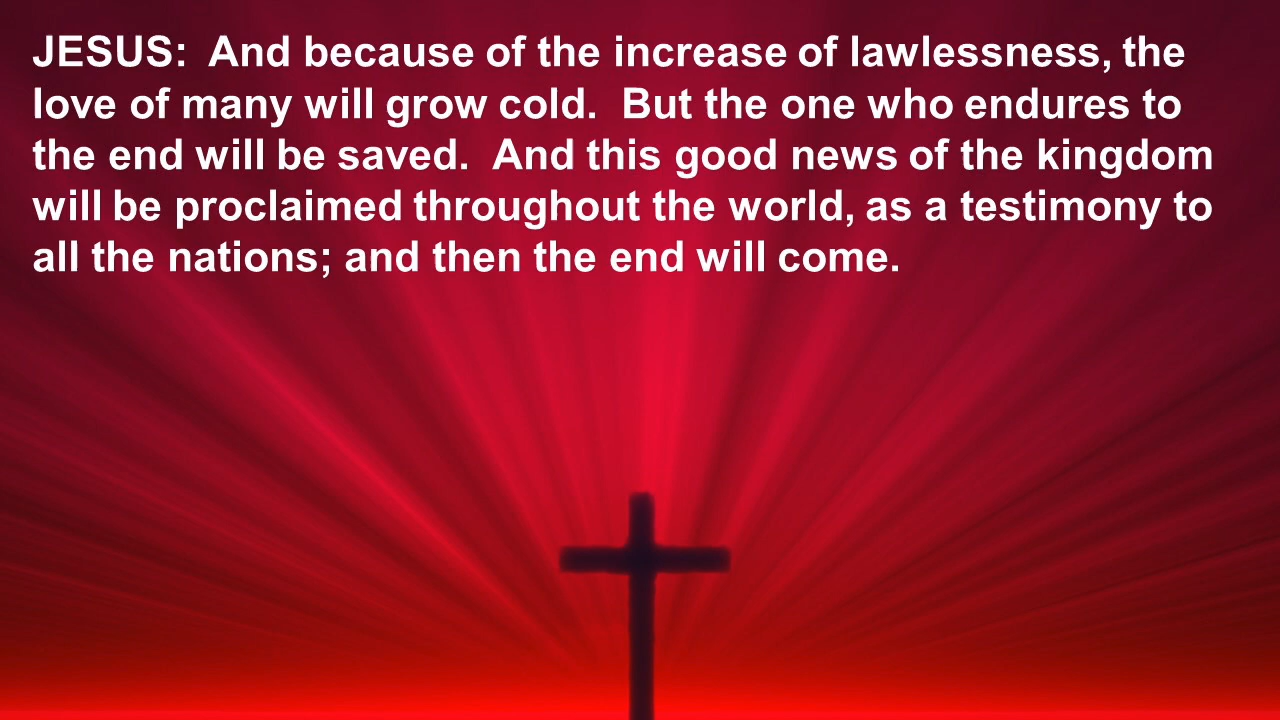 JESUS:  And because of the increase of lawlessness, the
love of many will grow cold.  But the one who endures to
the end will be saved.  And this good news of the kingdom
will be proclaimed throughout the world, as a testimony to
all the nations; and then the end will come.